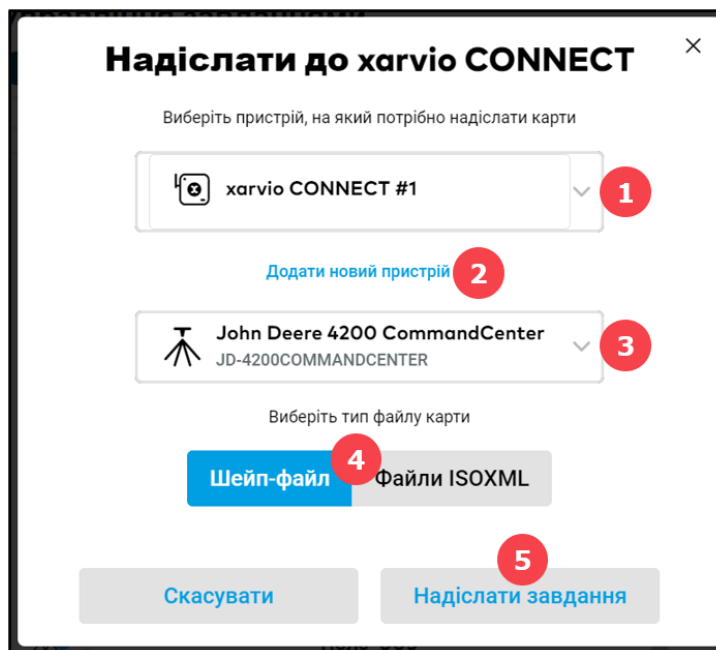 Надіслати до xarvio CONNECT
Виберіть пристрій, на який потрібно надіслати карти
xarvio CONNECT #1
1
Додати новий пристрій
2
John Deere 4200 CommandCenter
JD-4200COMMANDCENTER
3
Виберіть тип файлу карти
4
Шейп-файл Файли ISOXML
5
Скасувати Надіслати завдання